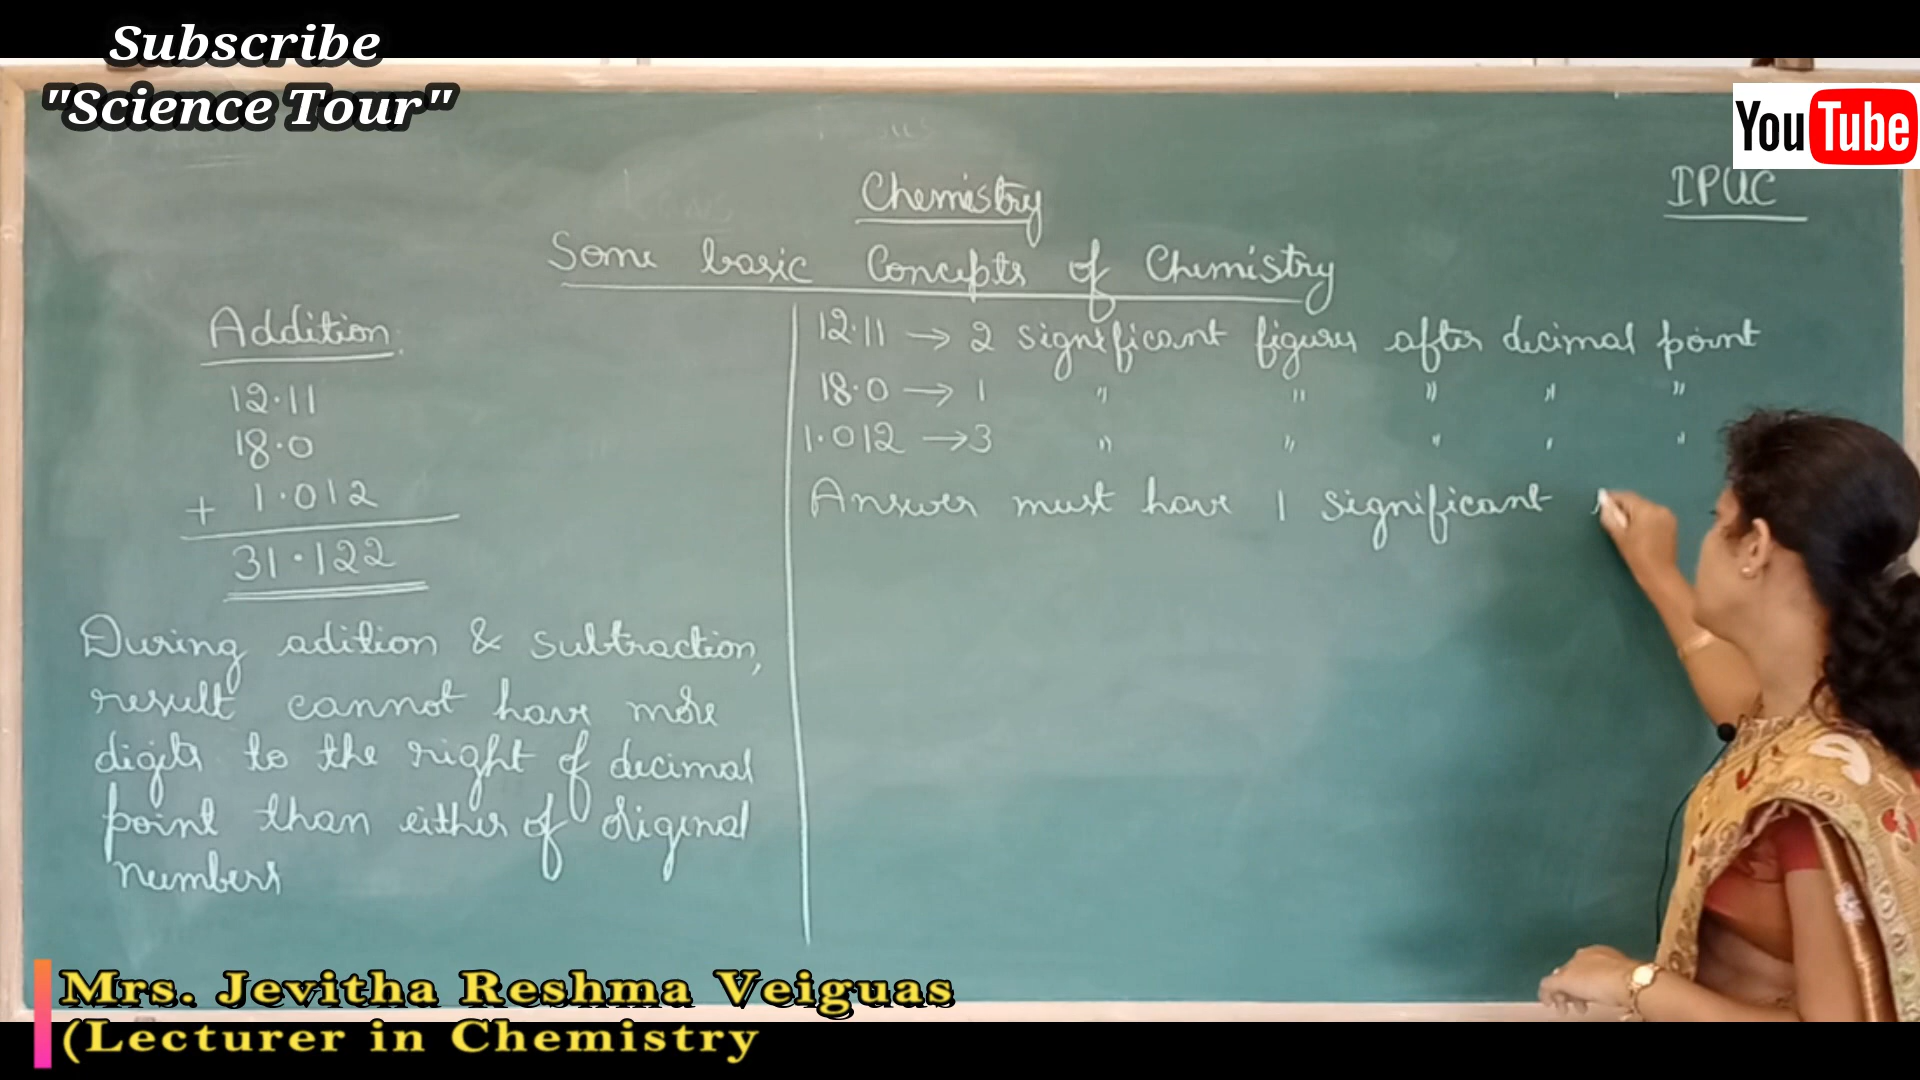 Subscribe
"Science Tour"
YouTube
Chemistry
IPUC
Some basic Concepts of Chemistry
Addition
12.11
18.0
+ 1.012
31.122
During adition & subtraction,
result cannot have more
digits to the right of decimal
point than either of original
numbers
12.11 → 2 significant figures after decimal point
18.0 → 1 " " " " "
1.012 → 3 " " " " "
Answer must have 1 significant
Mrs. Jevitha Reshma Veiguas
(Lecturer in Chemistry